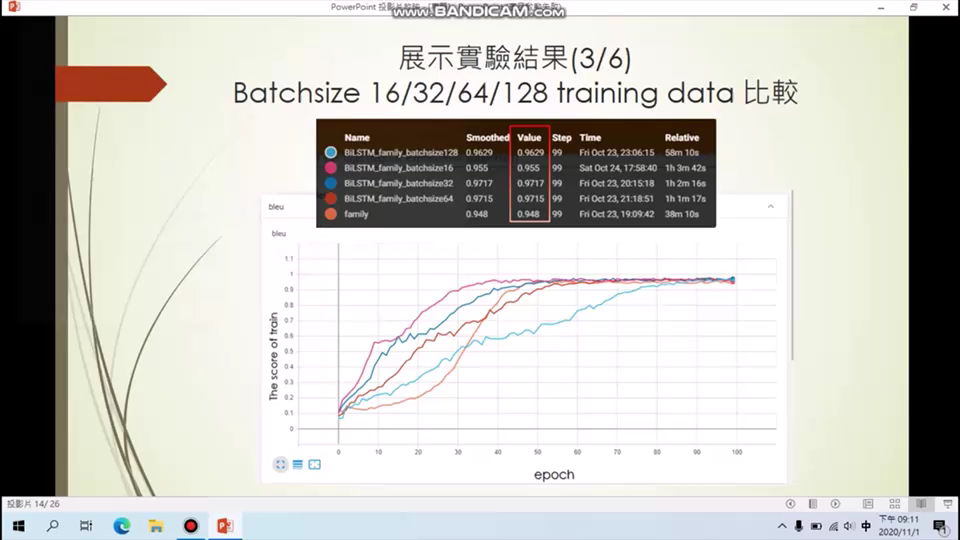 PowerPoint 投影片放映
www.BANDICAM.com
展示實驗結果(3/6)
Batchsize 16/32/64/128 training data 比較
Name Smoothed Value Step Time Relative
BiLSTM_family_batchsize128 0.9629 0.9629 99 Fri Oct 23, 23:06:15 58m 10s
BiLSTM_family_batchsize16 0.955 0.955 99 Sat Oct 24, 17:58:40 1h 3m 42s
BiLSTM_family_batchsize32 0.9717 0.9717 99 Fri Oct 23, 20:15:18 1h 2m 16s
BiLSTM_family_batchsize64 0.9715 0.9715 99 Fri Oct 23, 21:18:51 1h 1m 17s
family 0.948 0.948 99 Fri Oct 23, 19:09:42 38m 10s
bleu
bleu
1.1
1
0.9
0.8
0.7
0.6
0.5
0.4
0.3
0.2
0.1
0
The score of train
0 10 20 30 40 50 60 70 80 90 100
epoch
投影片 14/ 26
中
下午 09:11
2020/11/1